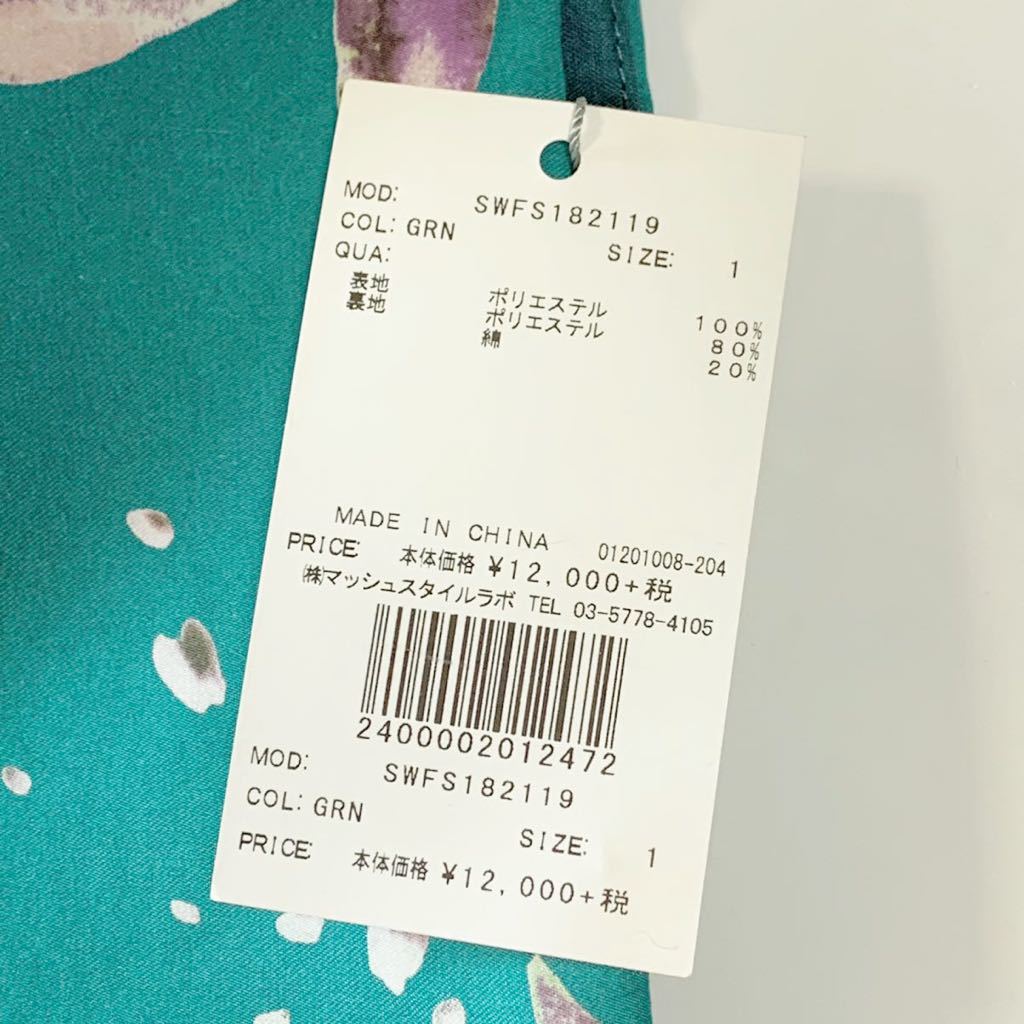 MOD: SWFS182119
COL: GRN SIZE: 1
QUA:
表地 ポリエステル 100%
裏地 ポリエステル 80%
綿 20%
MADE IN CHINA 01201008-204
PRICE: 本体価格 ¥12,000+税
㈱マッシュスタイルラボ TEL 03-5778-4105
2400002012472
MOD: SWFS182119
COL: GRN SIZE: 1
PRICE: 本体価格 ¥12,000+税